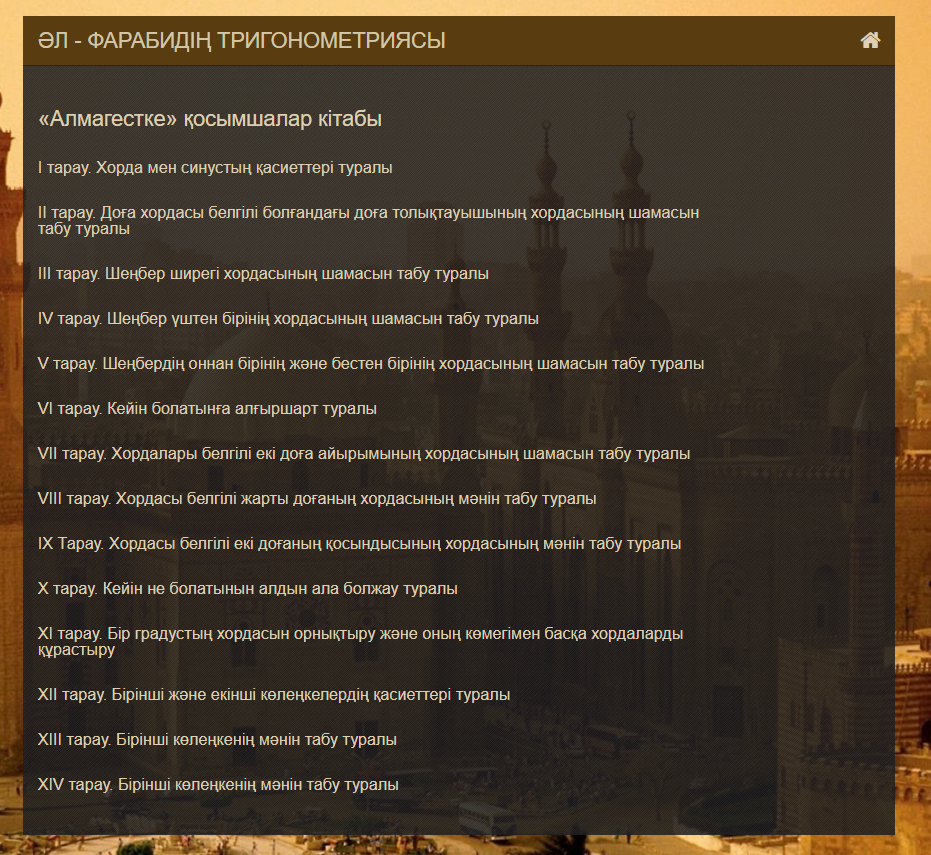 ӘЛ - ФАРАБИДІҢ ТРИГОНОМЕТРИЯСЫ
«Алмагестке» қосымшалар кітабы
I тарау. Хорда мен синустың қасиеттері туралы
II тарау. Доға хордасы белгілі болғандағы доға толықтауышының хордасының шамасын
табу туралы
III тарау. Шеңбер ширегі хордасының шамасын табу туралы
IV тарау. Шеңбер үштен бірінің хордасының шамасын табу туралы
V тарау. Шеңбердің оннан бірінің және бестен бірінің хордасының шамасын табу туралы
VI тарау. Кейін болатынға алғыршарт туралы
VII тарау. Хордалары белгілі екі доға айырымының хордасының шамасын табу туралы
VIII тарау. Хордасы белгілі жарты доғаның хордасының мәнін табу туралы
IX Тарау. Хордасы белгілі екі доғаның қосындысының хордасының мәнін табу туралы
X тарау. Кейін не болатынын алдын ала болжау туралы
XI тарау. Бір градустың хордасын орнықтыру және оның көмегімен басқа хордаларды
құрастыру
XII тарау. Бірінші және екінші көлеңкелердің қасиеттері туралы
XIII тарау. Бірінші көлеңкенің мәнін табу туралы
XIV тарау. Бірінші көлеңкенің мәнін табу туралы